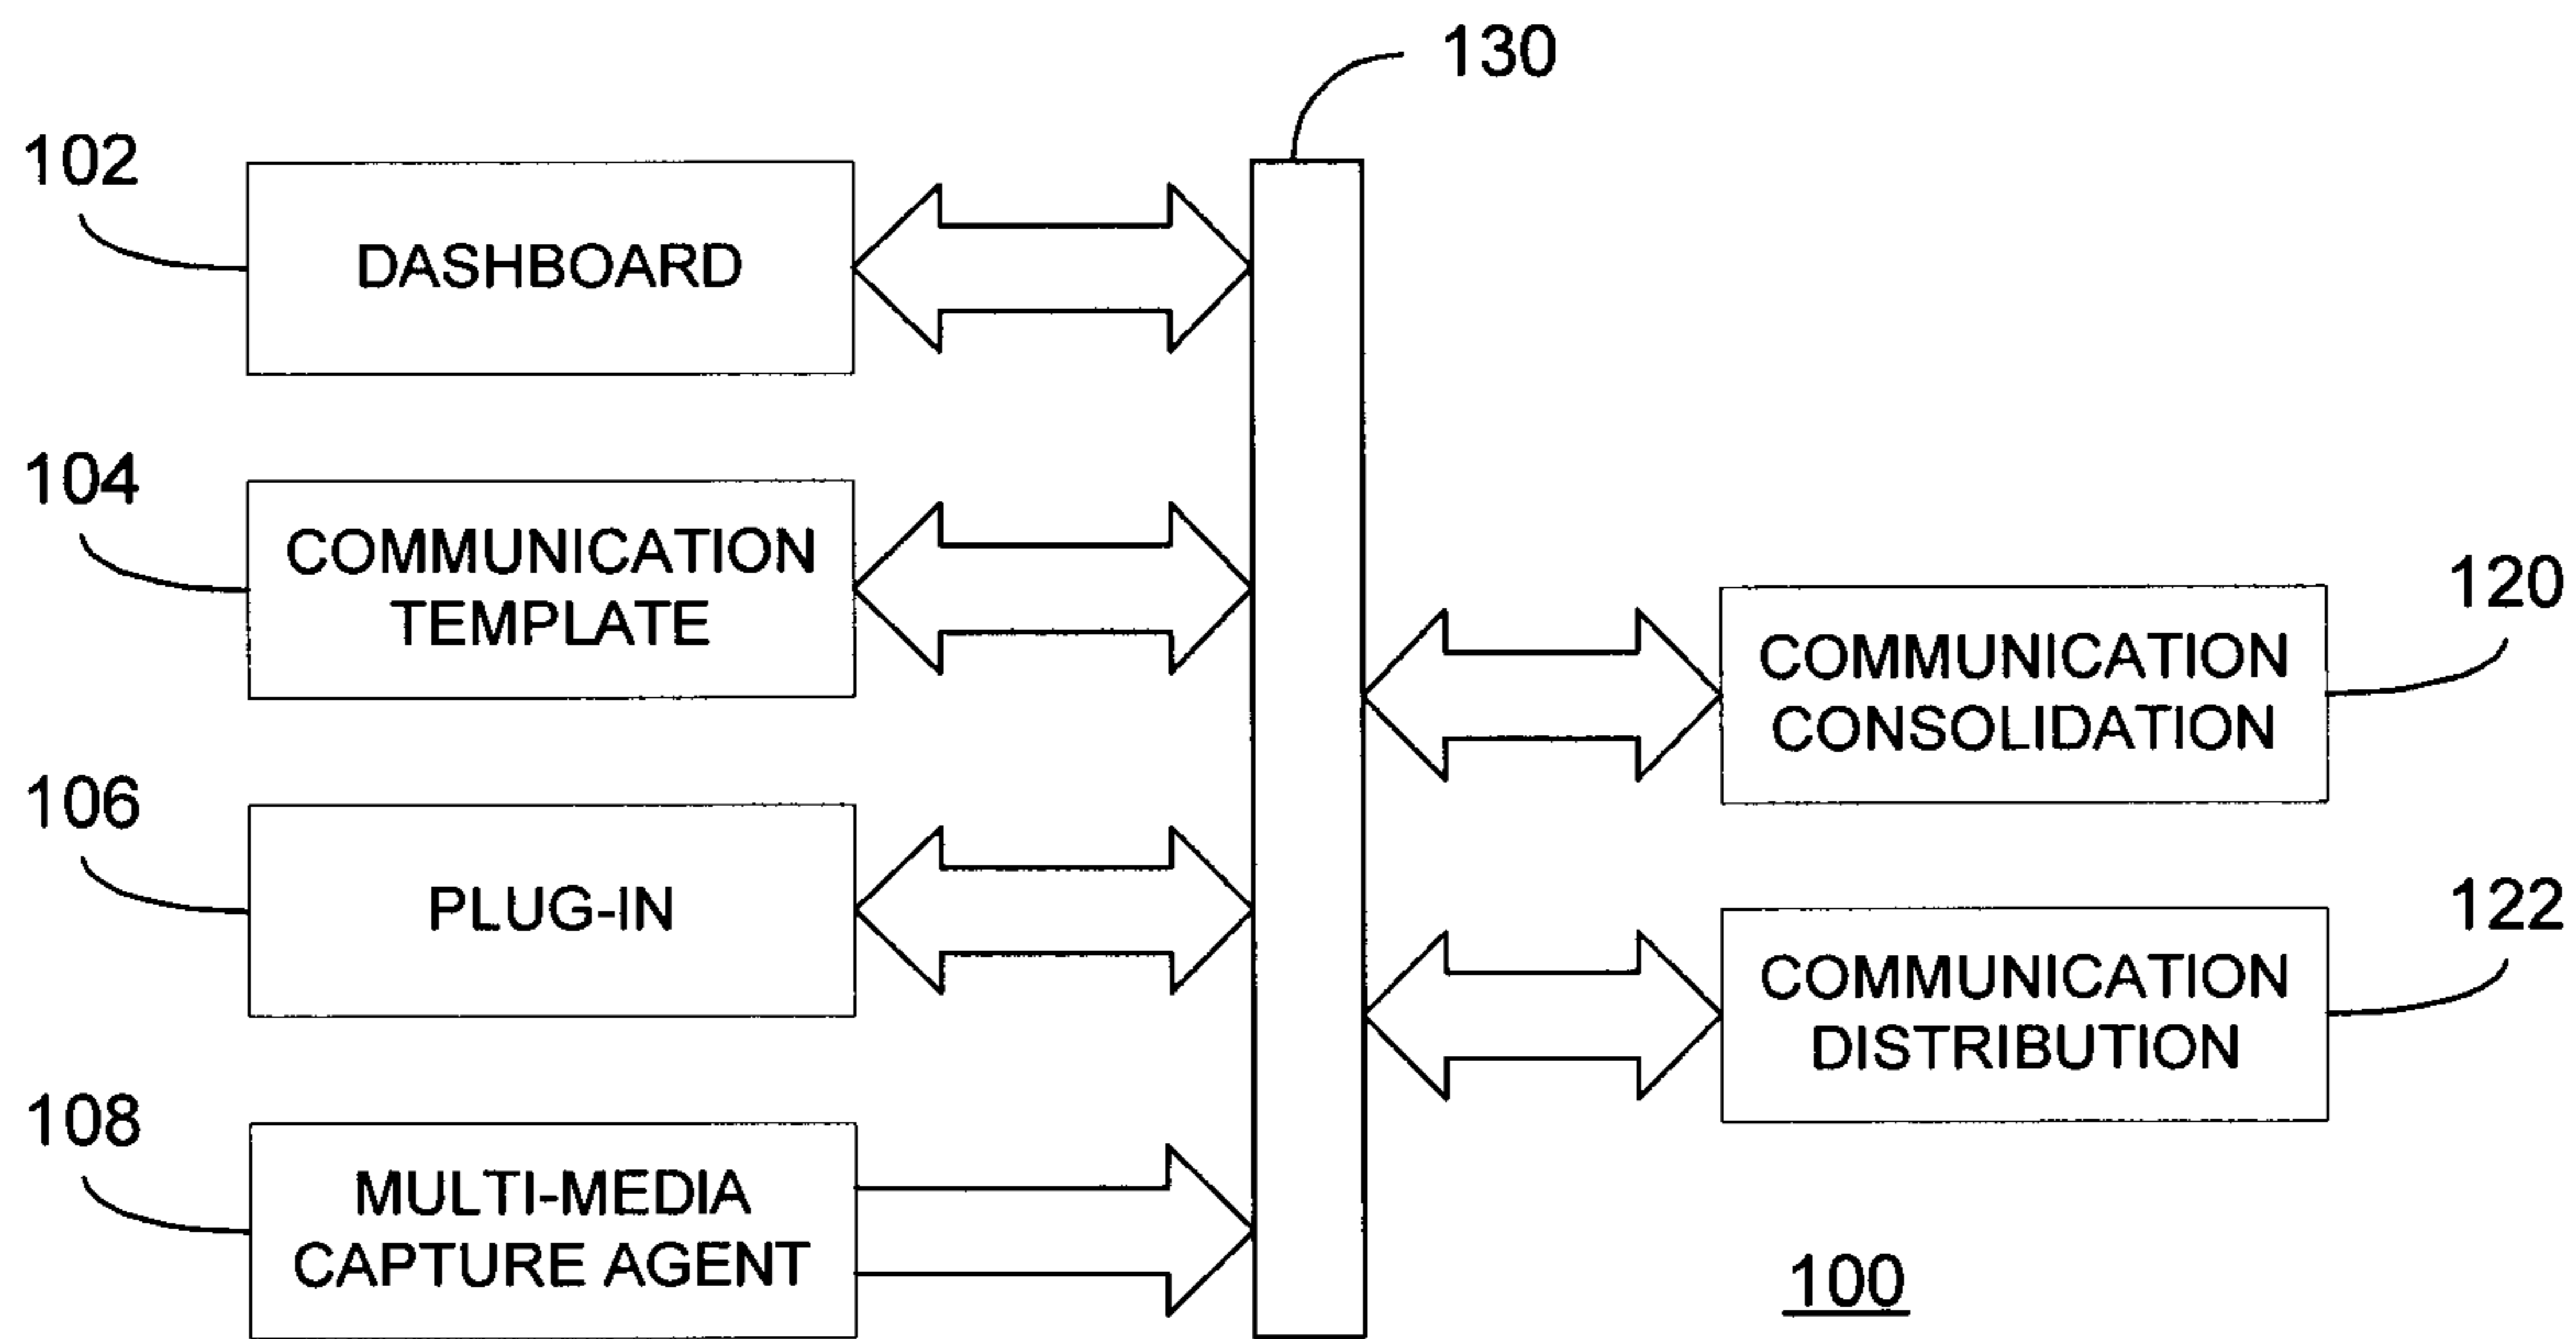 130
102
DASHBOARD
104
COMMUNICATION
TEMPLATE
120
COMMUNICATION
CONSOLIDATION
106
PLUG-IN
122
COMMUNICATION
DISTRIBUTION
108
MULTI-MEDIA
CAPTURE AGENT
100